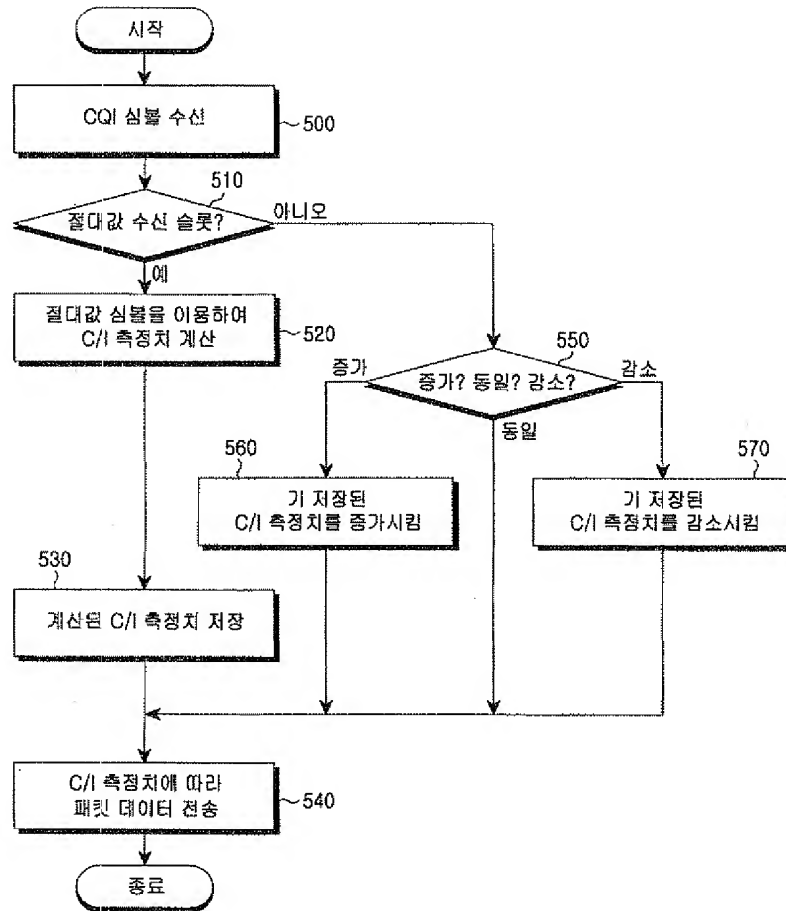 시작
CQI 심볼 수신
500
510
절대값 수신 슬롯?
아니오
예
절대값 심볼을 이용하여
C/I 측정치 계산
520
550
증가
증가? 동일? 감소?
감소
동일
560
기 저장된
C/I 측정치를 증가시킴
570
기 저장된
C/I 측정치를 감소시킴
530
계산된 C/I 측정치 저장
C/I 측정치에 따라
패킷 데이터 전송
540
종료